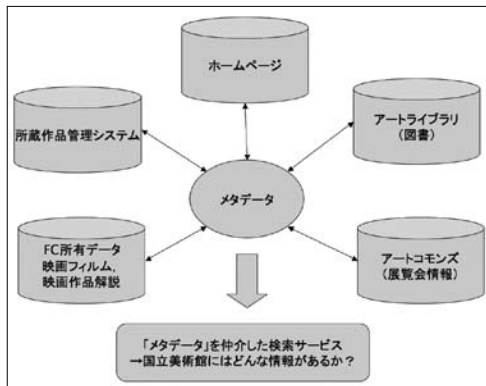 ホームページ
所蔵作品管理システム
アートライブラリ
(図書)
メタデータ
FC所有データ
映画フィルム,
映画作品解説
アートコモンズ
(展覧会情報)
「メタデータ」を仲介した検索サービス
→国立美術館にはどんな情報があるか?